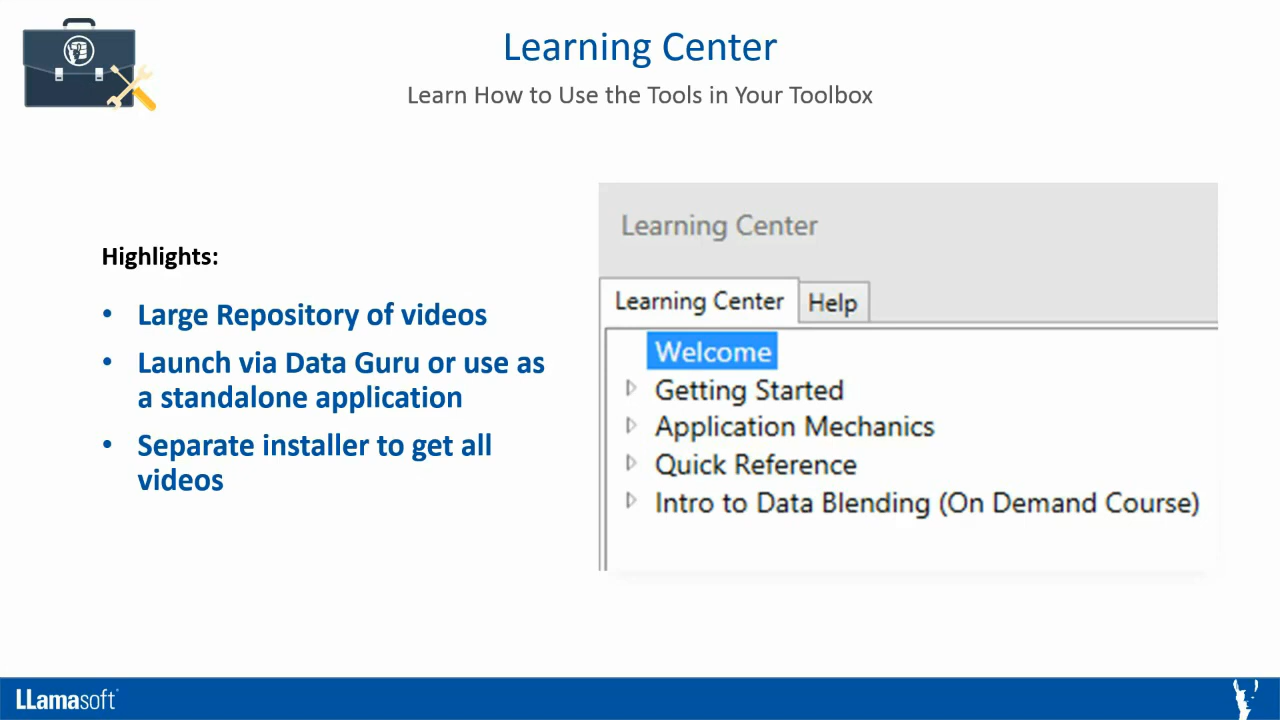 Learning Center
Learn How to Use the Tools in Your Toolbox
Highlights:
• Large Repository of videos
• Launch via Data Guru or use as
a standalone application
• Separate installer to get all
videos
Learning Center
Learning Center
Help
Welcome
Getting Started
Application Mechanics
Quick Reference
Intro to Data Blending (On Demand Course)
LLamasoft